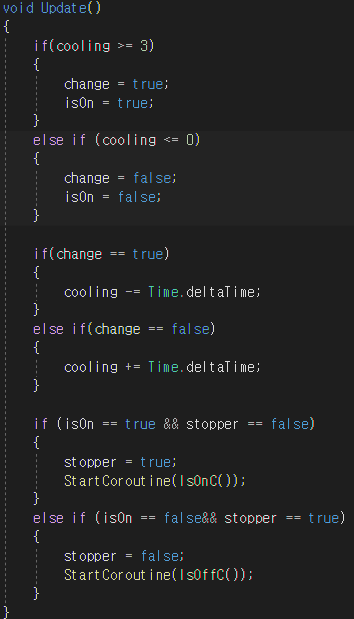 void Update()
{
if(cooling >= 3)
{
change = true;
isOn = true;
}
else if (cooling <= 0)
{
change = false;
isOn = false;
}
if(change == true)
{
cooling -= Time.deltaTime;
}
else if(change == false)
{
cooling += Time.deltaTime;
}
if (isOn == true && stopper == false)
{
stopper = true;
StartCoroutine(IsOnC());
}
else if (isOn == false&& stopper == true)
{
stopper = false;
StartCoroutine(IsOffC());
}
}